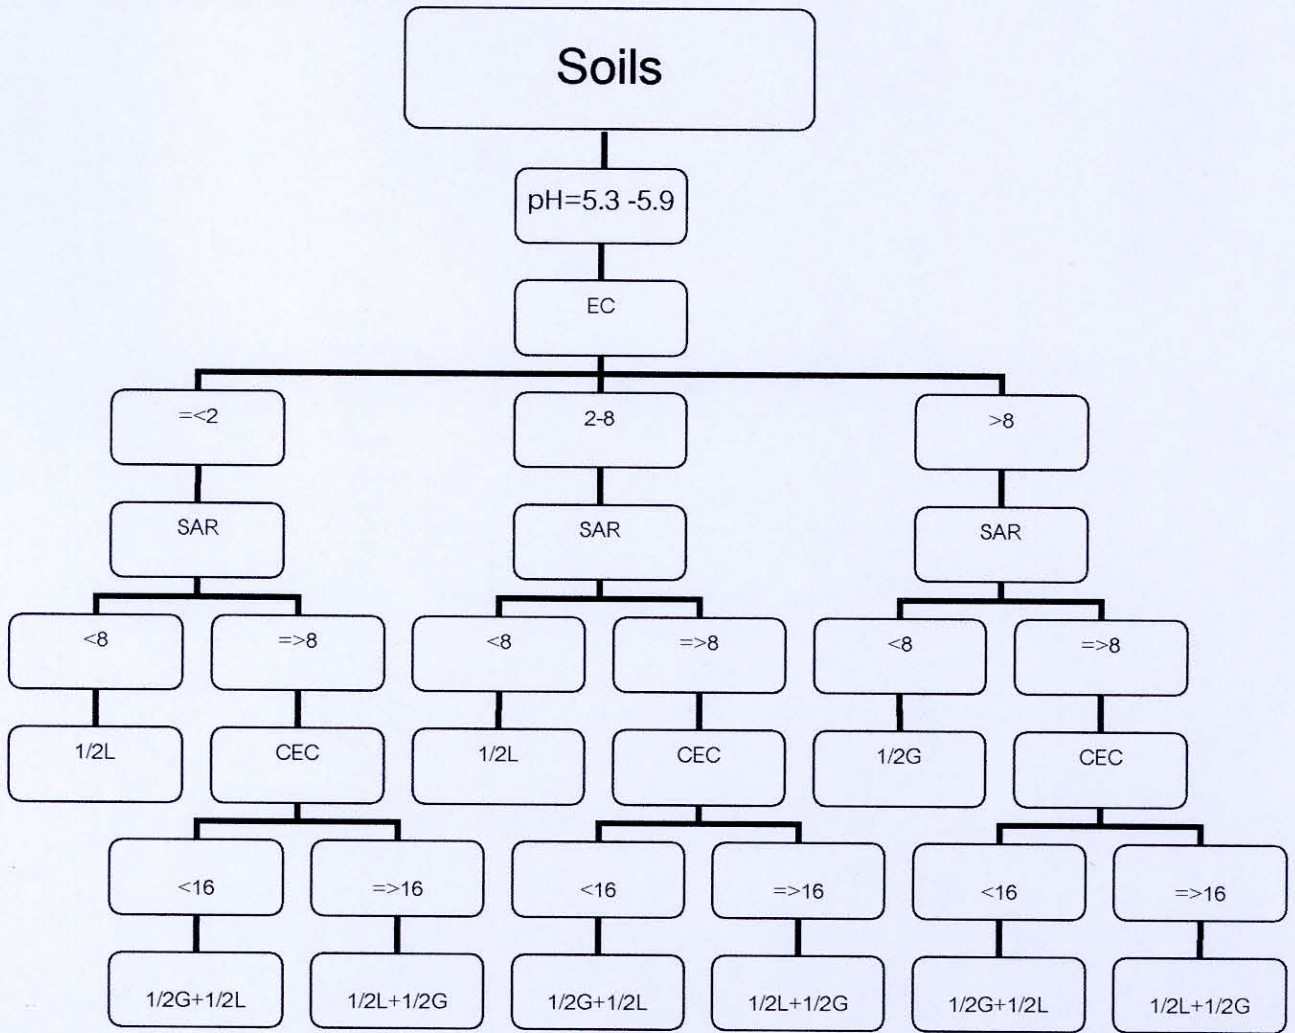 Soils
pH=5.3 -5.9
EC
=<2
2-8
>8
SAR
SAR
SAR
<8
=>8
<8
=>8
<8
=>8
1/2L
CEC
1/2L
CEC
1/2G
CEC
<16
=>16
<16
=>16
<16
=>16
1/2G+1/2L
1/2L+1/2G
1/2G+1/2L
1/2L+1/2G
1/2G+1/2L
1/2L+1/2G